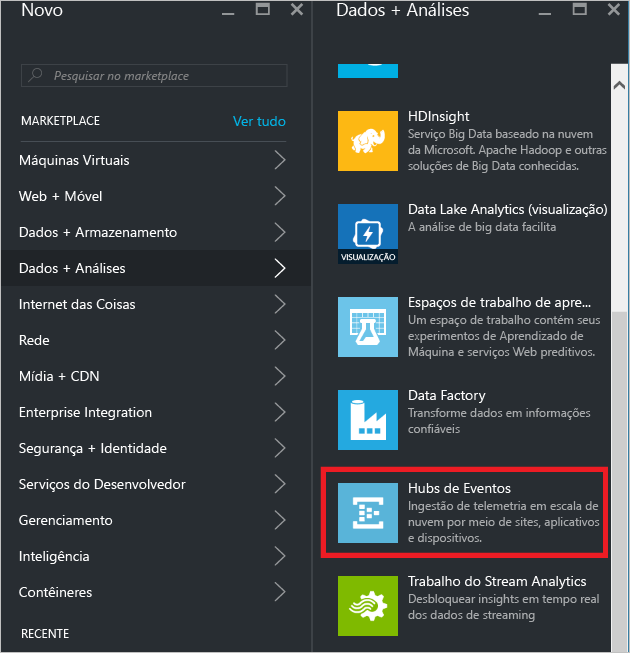 Novo
Pesquisar no marketplace
MARKETPLACE
Ver tudo
Máquinas Virtuais
Web + Móvel
Dados + Armazenamento
Dados + Análises
Internet das Coisas
Rede
Mídia + CDN
Enterprise Integration
Segurança + Identidade
Serviços do Desenvolvedor
Gerenciamento
Inteligência
Contêineres
RECENTE
Dados + Análises
HDInsight
Serviço Big Data baseado na nuvem
da Microsoft. Apache Hadoop e outras
soluções de Big Data conhecidas.
Data Lake Analytics (visualização)
A análise de big data facilita
VISUALIZAÇÃO
Espaços de trabalho de apre...
Um espaço de trabalho contém seus
experimentos de Aprendizado de
Máquina e serviços Web preditivos.
Data Factory
Transforme dados em informações
confiáveis
Hubs de Eventos
Ingestão de telemetria em escala de
nuvem por meio de sites, aplicativos
e dispositivos.
Trabalho do Stream Analytics
Desbloquear insights em tempo real
dos dados de streaming